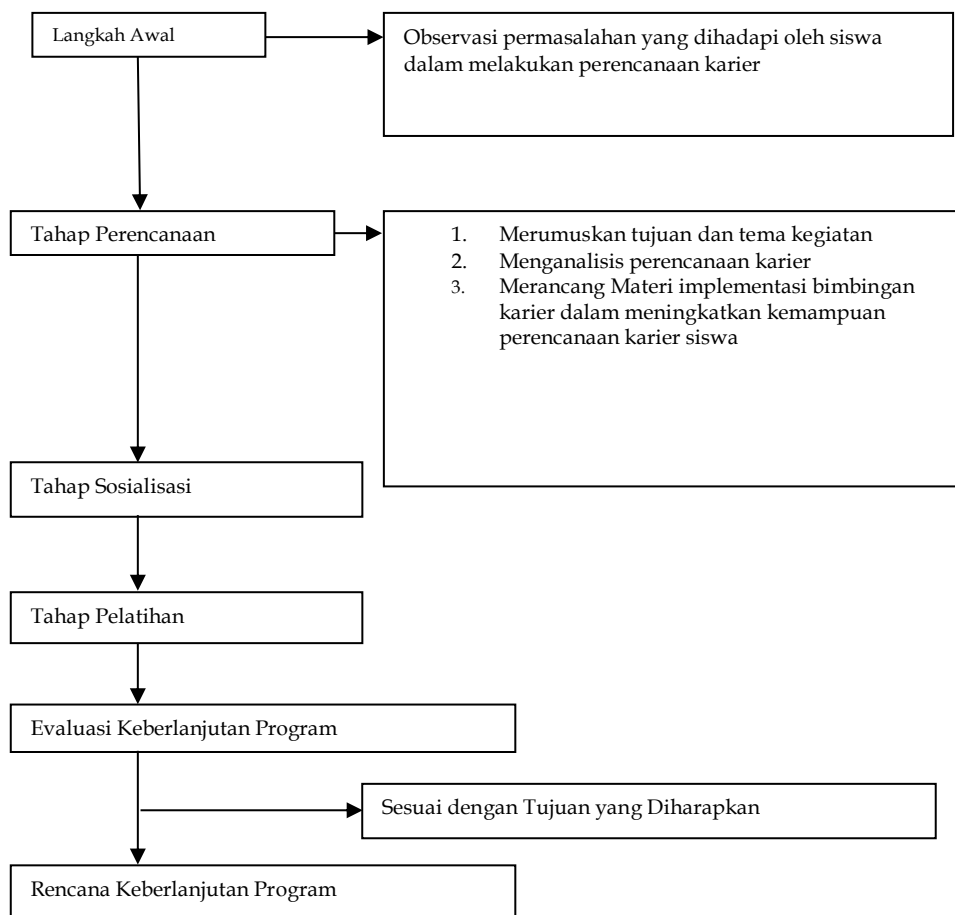 Langkah Awal
Observasi permasalahan yang dihadapi oleh siswa
dalam melakukan perencanaan karier
Tahap Perencanaan
1. Merumuskan tujuan dan tema kegiatan
2. Menganalisis perencanaan karier
3. Merancang Materi implementasi bimbingan
karier dalam meningkatkan kemampuan
perencanaan karier siswa
Tahap Sosialisasi
Tahap Pelatihan
Evaluasi Keberlanjutan Program
Sesuai dengan Tujuan yang Diharapkan
Rencana Keberlanjutan Program